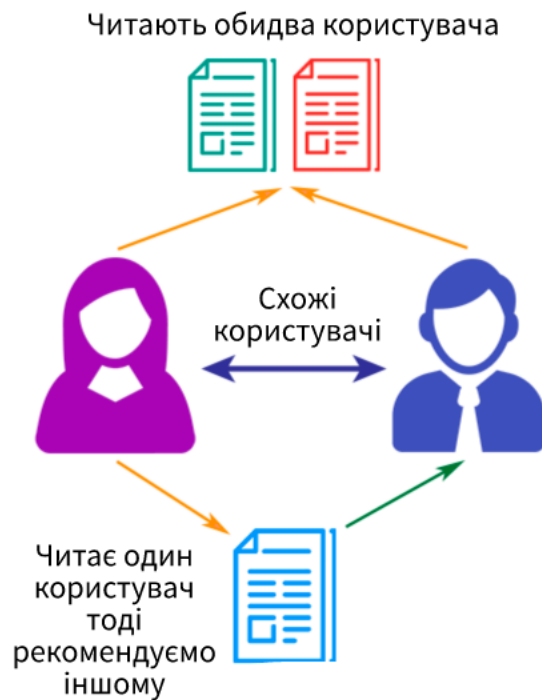 Читають обидва користувача
Схожі
користувачі
Читає один
користувач
тоді
рекомендуємо
іншому